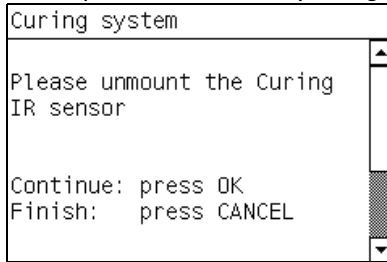 Curing system
Please unmount the Curing
IR sensor
Continue: press OK
Finish: press CANCEL